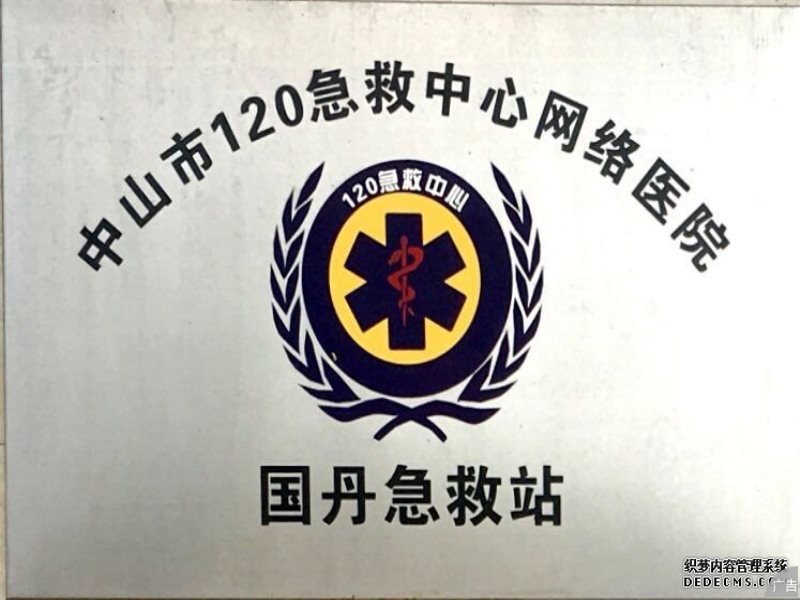 中山市120急救中心网络医院
120急救中心
国丹急救站
织梦内容管理系统
DEDECMS.COM
广告